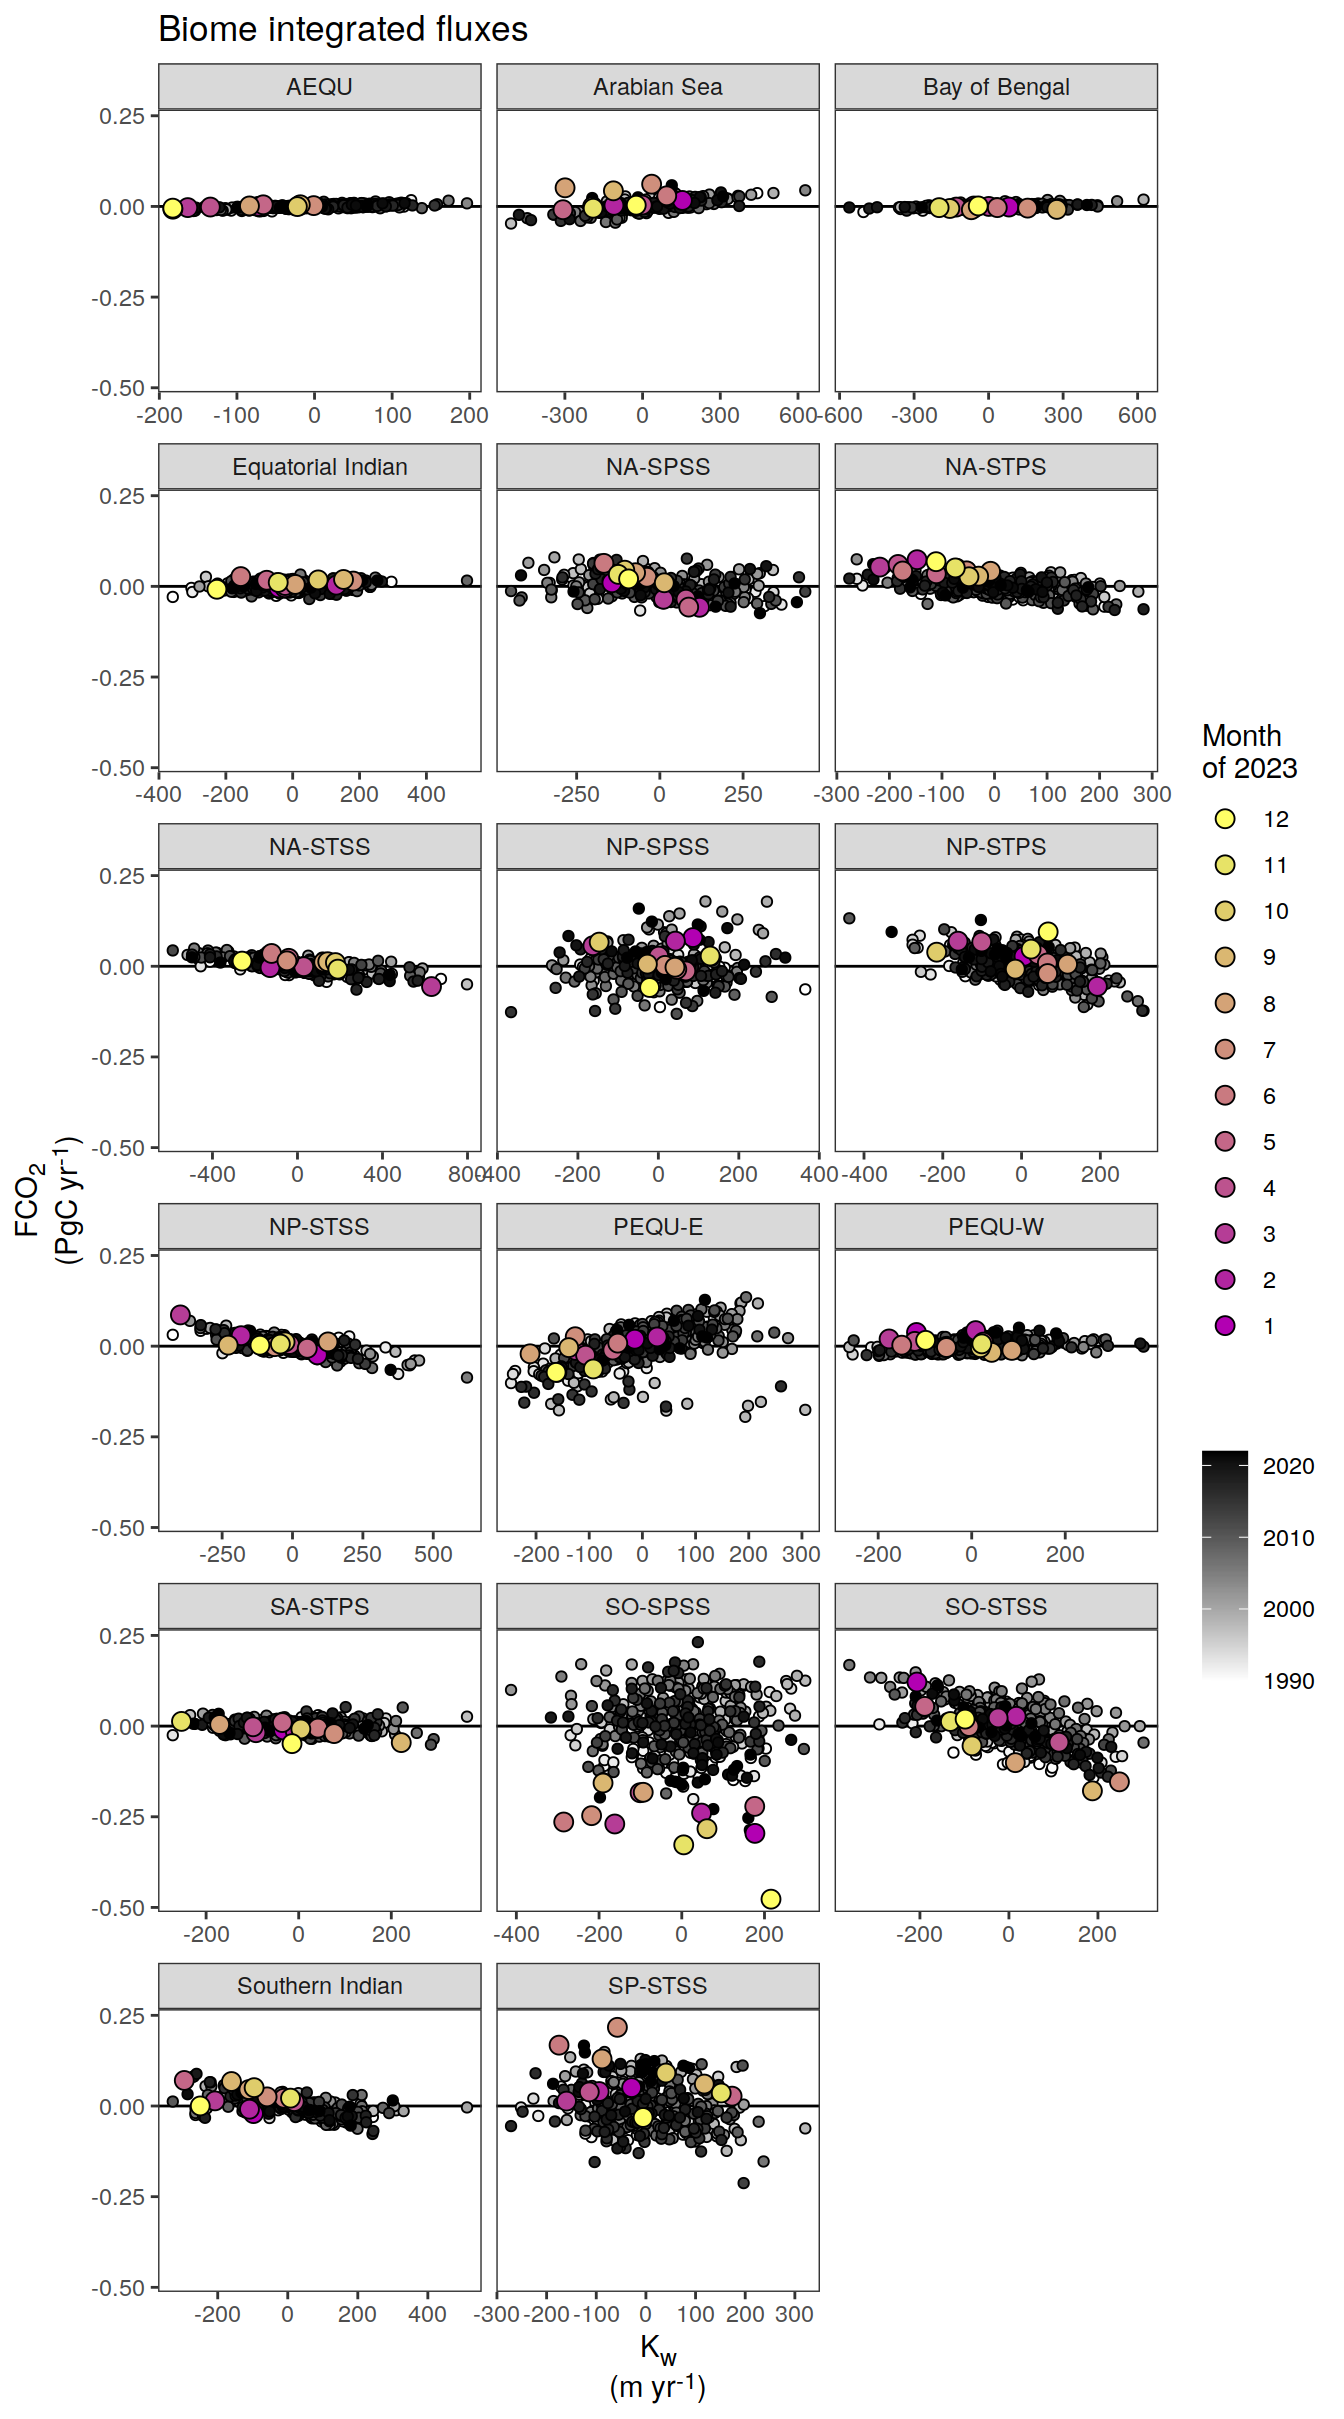 Biome integrated fluxes
AEQU Arabian Sea Bay of Bengal
0.25
0.00
-0.25
-0.50
-200 -100 0 100 200 -300 0 300 600 -600 -300 0 300 600
Equatorial Indian NA-SPSS NA-STPS
0.25
0.00
-0.25
-0.50
-400 -200 0 200 400 -250 0 250 -300 -200 -100 0 100 200 300
NA-STSS NP-SPSS NP-STPS
0.25
0.00
-0.25
-0.50
-400 0 400 800 -400 -200 0 200 400 -400 -200 0 200
NP-STSS PEQU-E PEQU-W
0.25
0.00
-0.25
-0.50
-250 0 250 500 -200 -100 0 100 200 300 -200 0 200
SA-STPS SO-SPSS SO-STSS
0.25
0.00
-0.25
-0.50
-200 0 200 -400 -200 0 200 -200 0 200
Southern Indian SP-STSS
0.25
0.00
-0.25
-0.50
-200 0 200 400 -300 -200 -100 0 100 200 300
FCO2
(PgC yr-1)
Kw
(m yr-1)
Month
of 2023
12
11
10
9
8
7
6
5
4
3
2
1
2020
2010
2000
1990